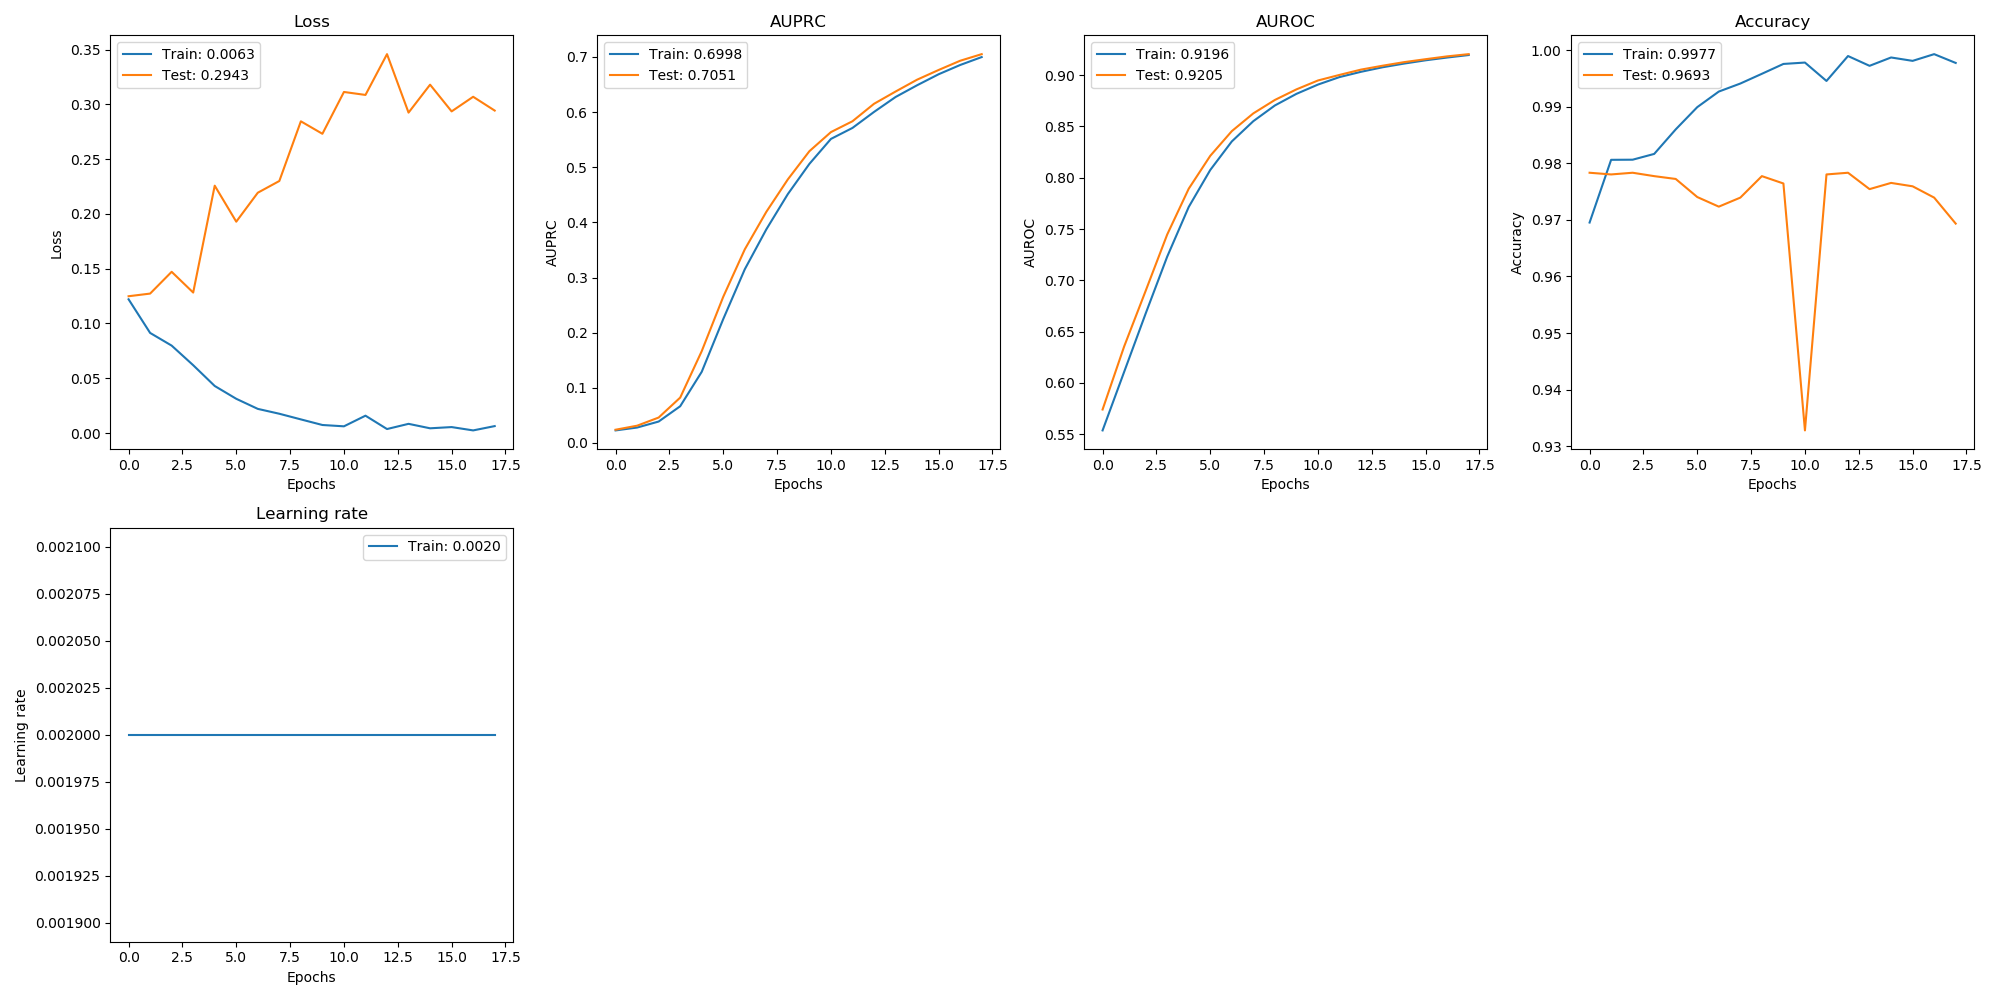 Loss
Train: 0.0063
Test: 0.2943
0.35
0.30
0.25
0.20
0.15
0.10
0.05
0.00
Loss
0.0 2.5 5.0 7.5 10.0 12.5 15.0 17.5
Epochs
AUPRC
Train: 0.6998
Test: 0.7051
0.7
0.6
0.5
0.4
0.3
0.2
0.1
0.0
AUPRC
0.0 2.5 5.0 7.5 10.0 12.5 15.0 17.5
Epochs
AUROC
Train: 0.9196
Test: 0.9205
0.90
0.85
0.80
0.75
0.70
0.65
0.60
0.55
AUROC
0.0 2.5 5.0 7.5 10.0 12.5 15.0 17.5
Epochs
Accuracy
Train: 0.9977
Test: 0.9693
1.00
0.99
0.98
0.97
0.96
0.95
0.94
0.93
Accuracy
0.0 2.5 5.0 7.5 10.0 12.5 15.0 17.5
Epochs
Learning rate
Train: 0.0020
0.002100
0.002075
0.002050
0.002025
0.002000
0.001975
0.001950
0.001925
0.001900
Learning rate
0.0 2.5 5.0 7.5 10.0 12.5 15.0 17.5
Epochs